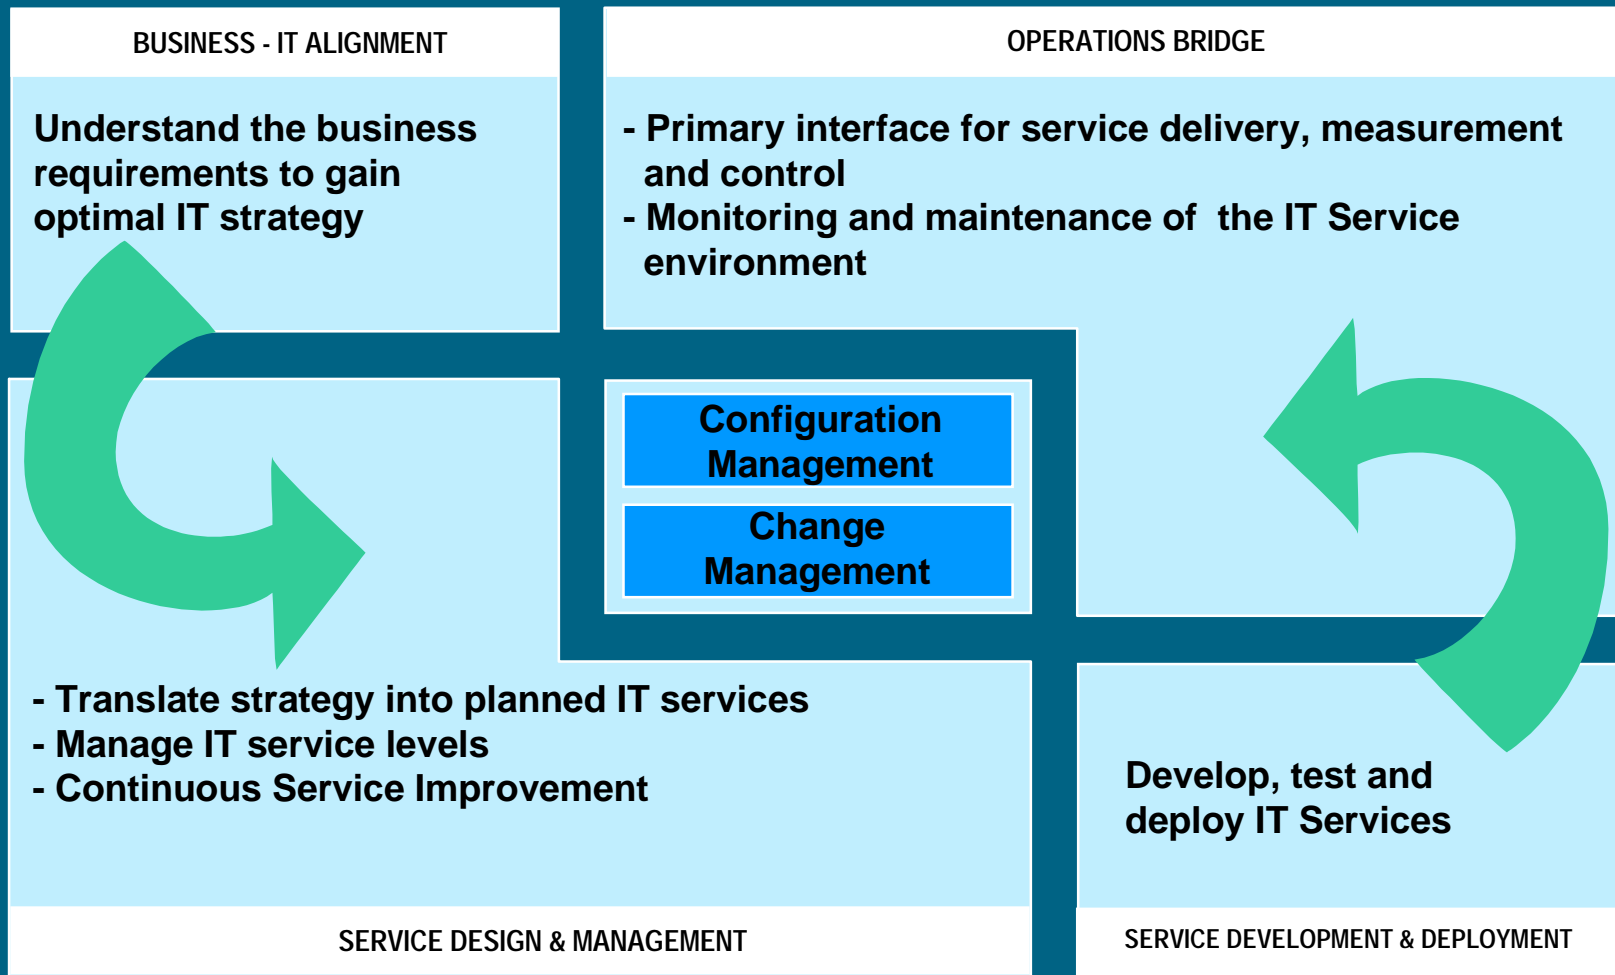 BUSINESS - IT ALIGNMENT
Understand the business
requirements to gain
optimal IT strategy
OPERATIONS BRIDGE
- Primary interface for service delivery, measurement
and control
- Monitoring and maintenance of the IT Service
environment
Configuration
Management
Change
Management
- Translate strategy into planned IT services
- Manage IT service levels
- Continuous Service Improvement
SERVICE DESIGN & MANAGEMENT
Develop, test and
deploy IT Services
SERVICE DEVELOPMENT & DEPLOYMENT